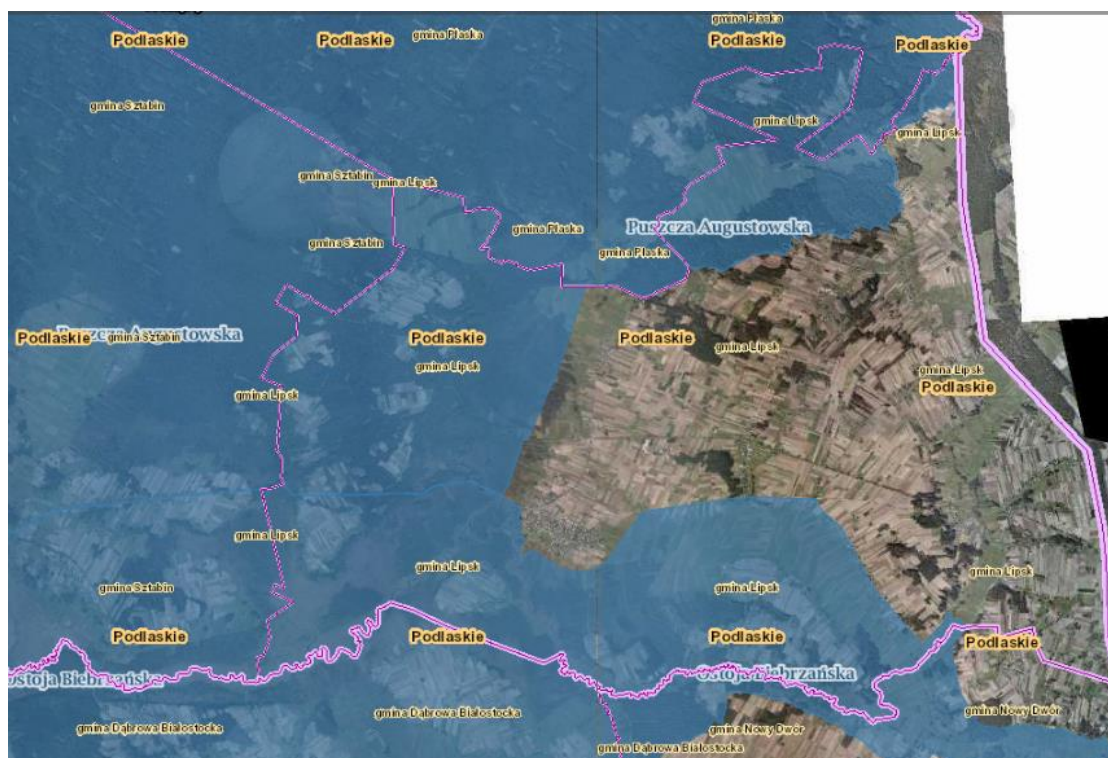 gmina Płaska
Podlaskie
Podlaskie
gmina Płaska
Podlaskie
Podlaskie
gmina Sztabin
gmina Lipsk
gmina Lipsk
gmina Sztabin
gmina Lipsk
gmina Sztabin
gmina Płaska
Puszcza Augustowska
gmina Płaska
Podlaskie
Puszcza Augustowska
gmina Sztabin
Podlaskie
Podlaskie
gmina Lipsk
gmina Lipsk
gmina Lipsk
Podlaskie
gmina Lipsk
gmina Lipsk
gmina Lipsk
gmina Sztabin
gmina Lipsk
gmina Lipsk
Podlaskie
Podlaskie
Podlaskie
Podlaskie
Ostoja Biebrzańska
Ostoja Biebrzańska
gmina Dąbrowa Białostocka
gmina Dąbrowa Białostocka
gmina Nowy Dwór
gmina Nowy Dwór
gmina Dąbrowa Białostocka